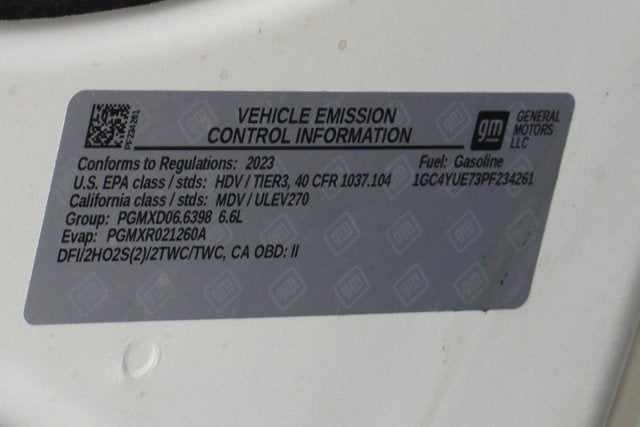 PF234261
VEHICLE EMISSION
CONTROL INFORMATION
gm
GENERAL
MOTORS
LLC
Conforms to Regulations: 2023
Fuel: Gasoline
U.S. EPA class / stds: HDV / TIER3, 40 CFR 1037.104
1GC4YUE73PF234261
California class / stds: MDV / ULEV270
Group: PGMXD06.6398 6.6L
Evap: PGMXR021260A
DFI/2HO2S(2)/2TWC/TWC, CA OBD: II